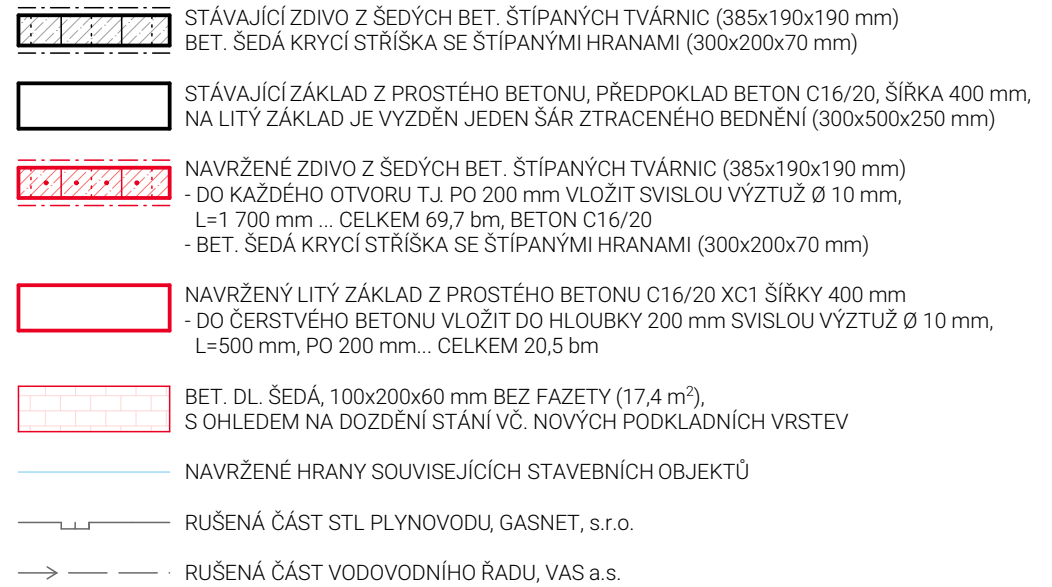 STÁVAJÍCÍ ZDIVO Z ŠEDÝCH BET. ŠTÍPANÝCH TVÁRNIC (385x190x190 mm)
BET. ŠEDÁ KRYCÍ STŘÍŠKA SE ŠTÍPANÝMI HRANAMI (300x200x70 mm)
STÁVAJÍCÍ ZÁKLAD Z PROSTÉHO BETONU, PŘEDPOKLAD BETON C16/20, ŠÍŘKA 400 mm,
NA LITÝ ZÁKLAD JE VYZDĚN JEDEN ŠÁR ZTRACENÉHO BEDNĚNÍ (300x500x250 mm)
NAVRŽENÉ ZDIVO Z ŠEDÝCH BET. ŠTÍPANÝCH TVÁRNIC (385x190x190 mm)
- DO KAŽDÉHO OTVORU TJ. PO 200 mm VLOŽIT SVISLOU VÝZTUŽ Ø 10 mm,
L=1 700 mm ... CELKEM 69,7 bm, BETON C16/20
- BET. ŠEDÁ KRYCÍ STŘÍŠKA SE ŠTÍPANÝMI HRANAMI (300x200x70 mm)
NAVRŽENÝ LITÝ ZÁKLAD Z PROSTÉHO BETONU C16/20 XC1 ŠÍŘKY 400 mm
- DO ČERSTVÉHO BETONU VLOŽIT DO HLOUBKY 200 mm SVISLOU VÝZTUŽ Ø 10 mm,
L=500 mm, PO 200 mm... CELKEM 20,5 bm
BET. DL. ŠEDÁ, 100x200x60 mm BEZ FAZETY (17,4 m²),
S OHLEDEM NA DOZDĚNÍ STÁNÍ VČ. NOVÝCH PODKLADNÍCH VRSTEV
NAVRŽENÉ HRANY SOUVISEJÍCÍCH STAVEBNÍCH OBJEKTŮ
RUŠENÁ ČÁST STL PLYNOVODU, GASNET, s.r.o.
RUŠENÁ ČÁST VODOVODNÍHO ŘADU, VAS a.s.